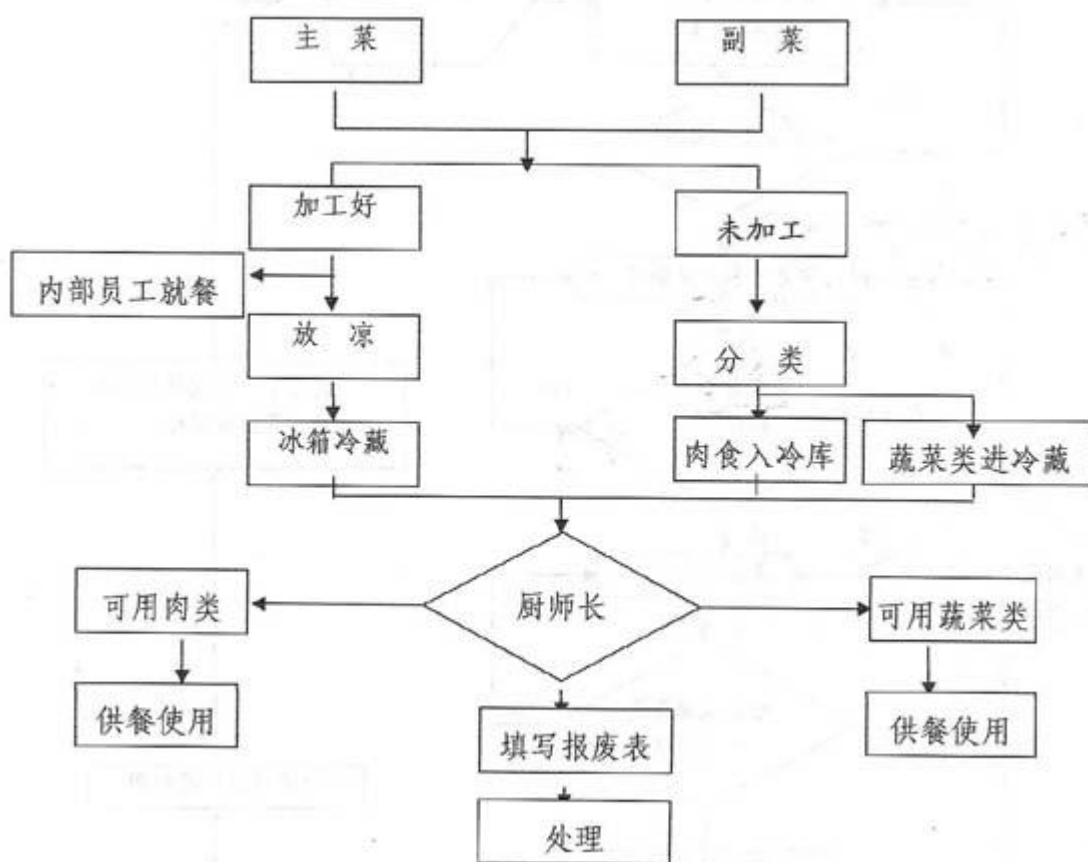 主 菜
副 菜
加工好
未加工
内部员工就餐
放 凉
分 类
冰箱冷藏
肉食入冷库
蔬菜类进冷藏
厨师长
可用肉类
可用蔬菜类
供餐使用
供餐使用
填写报废表
处理